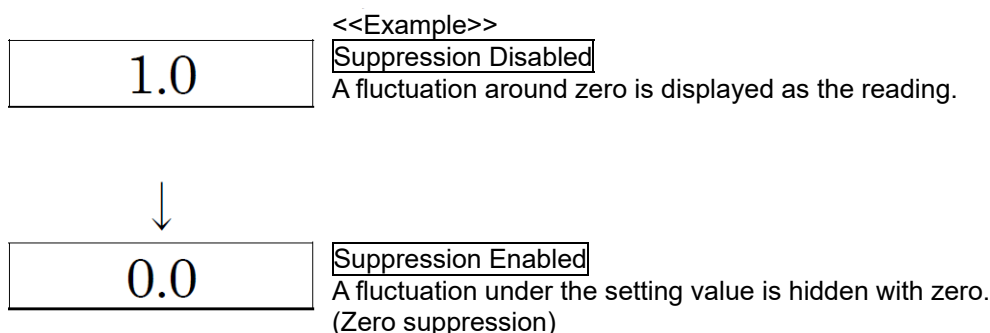 <<Example>>
Suppression Disabled
1.0
A fluctuation around zero is displayed as the reading.
↓
Suppression Enabled
0.0
A fluctuation under the setting value is hidden with zero.
(Zero suppression)